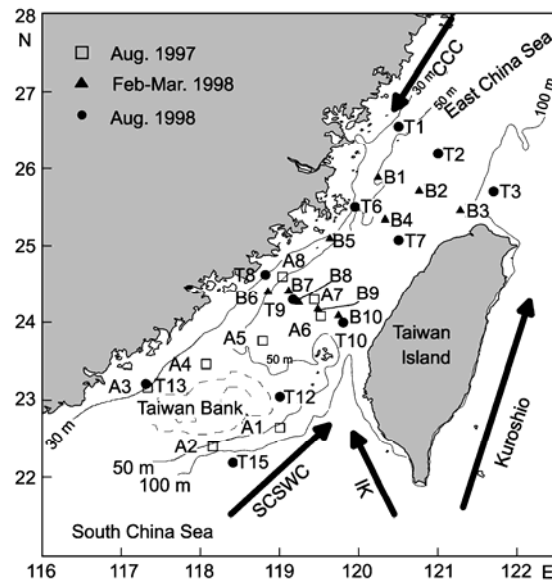 28
N
27
26
25
24
23
22
21
116
117
118
119
120
121
122 E
Aug. 1997
Feb-Mar. 1998
Aug. 1998
30 m
CCC
50 m
East China Sea
100 m
T1
T2
B1
B2
T3
T6
B4
B3
B5
T7
A8
T8
B7
B8
B6
T9
A7
B9
A6
B10
A5
T10
50 m
Taiwan
Island
A4
A3
T13
T12
Taiwan Bank
30 m
A1
A2
50 m
T15
100 m
SCSWC
IK
Kuroshio
South China Sea